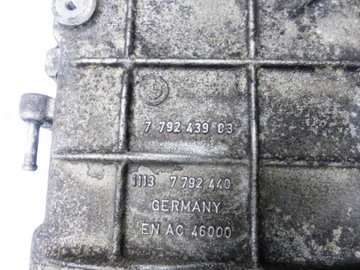 7 792 439 03
1113 7 792 440
GERMANY
EN AC 46000